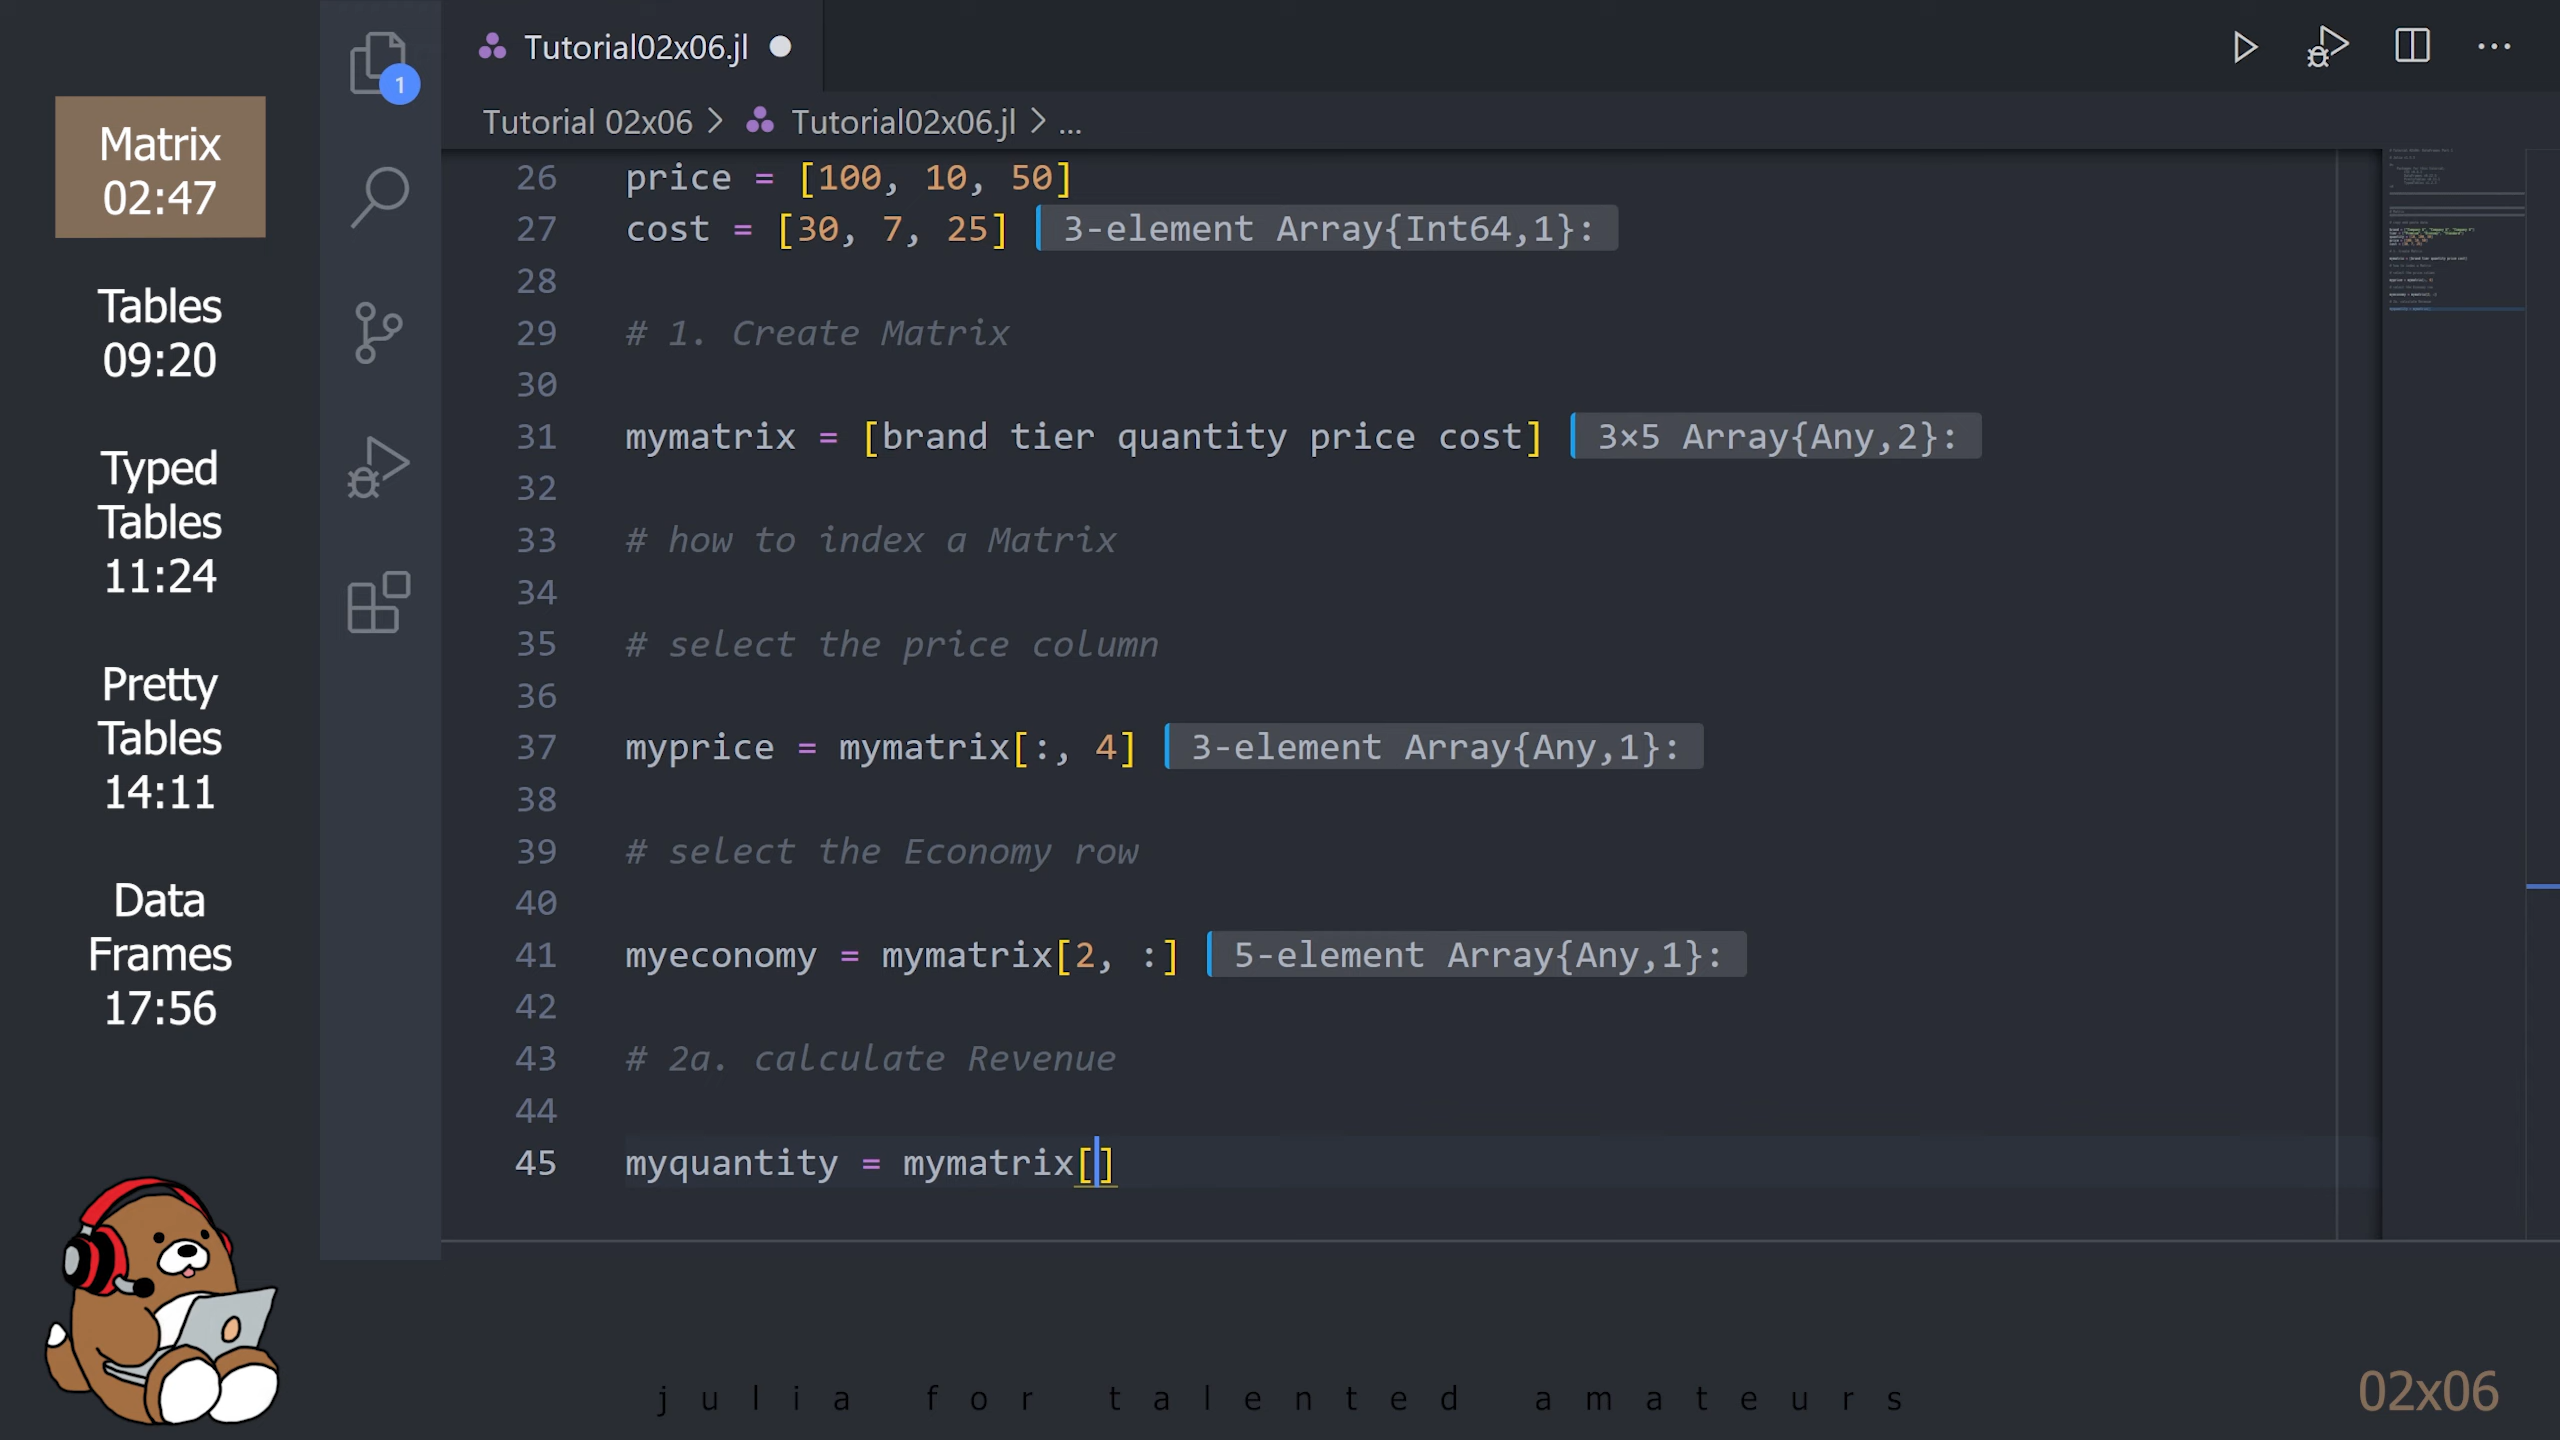 Matrix
02:47
Tables
09:20
Typed
Tables
11:24
Pretty
Tables
14:11
Data
Frames
17:56
1
Tutorial02x06.jl
Tutorial 02x06 > Tutorial02x06.jl > ...
26 price = [100, 10, 50]
27 cost = [30, 7, 25] 3-element Array{Int64,1}:
28
29 # 1. Create Matrix
30
31 mymatrix = [brand tier quantity price cost] 3×5 Array{Any,2}:
32
33 # how to index a Matrix
34
35 # select the price column
36
37 myprice = mymatrix[:, 4] 3-element Array{Any,1}:
38
39 # select the Economy row
40
41 myeconomy = mymatrix[2, :] 5-element Array{Any,1}:
42
43 # 2a. calculate Revenue
44
45 myquantity = mymatrix[]
julia for talented amateurs
02x06